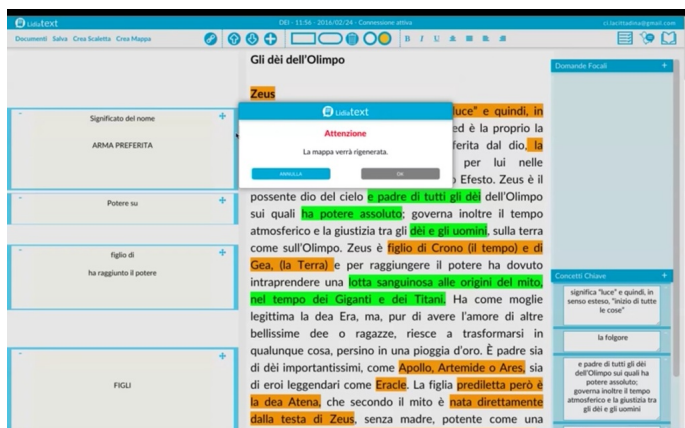 LidiaText
DEI - 11:56 - 2016/02/24 - Connessione attiva
ci.lacittadina@gmail.com
Documenti Salva Crea Scaletta Crea Mappa
B I U
Gli dèi dell'Olimpo
Zeus
luce" e quindi, in
ed è la proprio la
ferita dal dio, la
per lui nelle
Efesto. Zeus è il
possente dio del cielo e padre di tutti gli dèi dell'Olimpo
sui quali ha potere assoluto; governa inoltre il tempo
atmosferico e la giustizia tra gli dèi e gli uomini, sulla terra
come sull'Olimpo. Zeus è figlio di Crono (il tempo) e di
Gea, (la Terra) e per raggiungere il potere ha dovuto
intraprendere una lotta sanguinosa alle origini del mito,
nel tempo dei Giganti e dei Titani. Ha come moglie
legittima la dea Era, ma, pur di avere l'amore di altre
bellissime dee o ragazze, riesce a trasformarsi in
qualunque cosa, persino in una pioggia d'oro. È padre sia
di dèi importantissimi, come Apollo, Artemide o Ares, sia
di eroi leggendari come Eracle. La figlia prediletta però è
la dea Atena, che secondo il mito è nata direttamente
dalla testa di Zeus, senza madre, potente come una
LidiaText
Attenzione
La mappa verrà rigenerata.
ANNULLA
OK
Significato del nome
ARMA PREFERITA
Potere su
figlio di
ha raggiunto il potere
FIGLI
Domande Focali
Concetti Chiave
significa "luce" e quindi, in
senso esteso, "inizio di tutte
le cose"
la folgore
e padre di tutti gli dèi
dell'Olimpo sui quali ha
potere assoluto;
governa inoltre il tempo
atmosferico e la giustizia tra
gli dèi e gli uomini